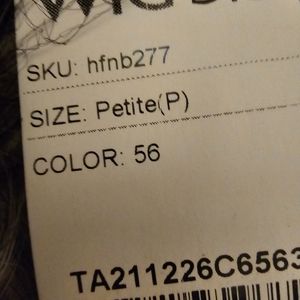 SKU: hfnb277
SIZE: Petite(P)
COLOR: 56
TA211226C6563